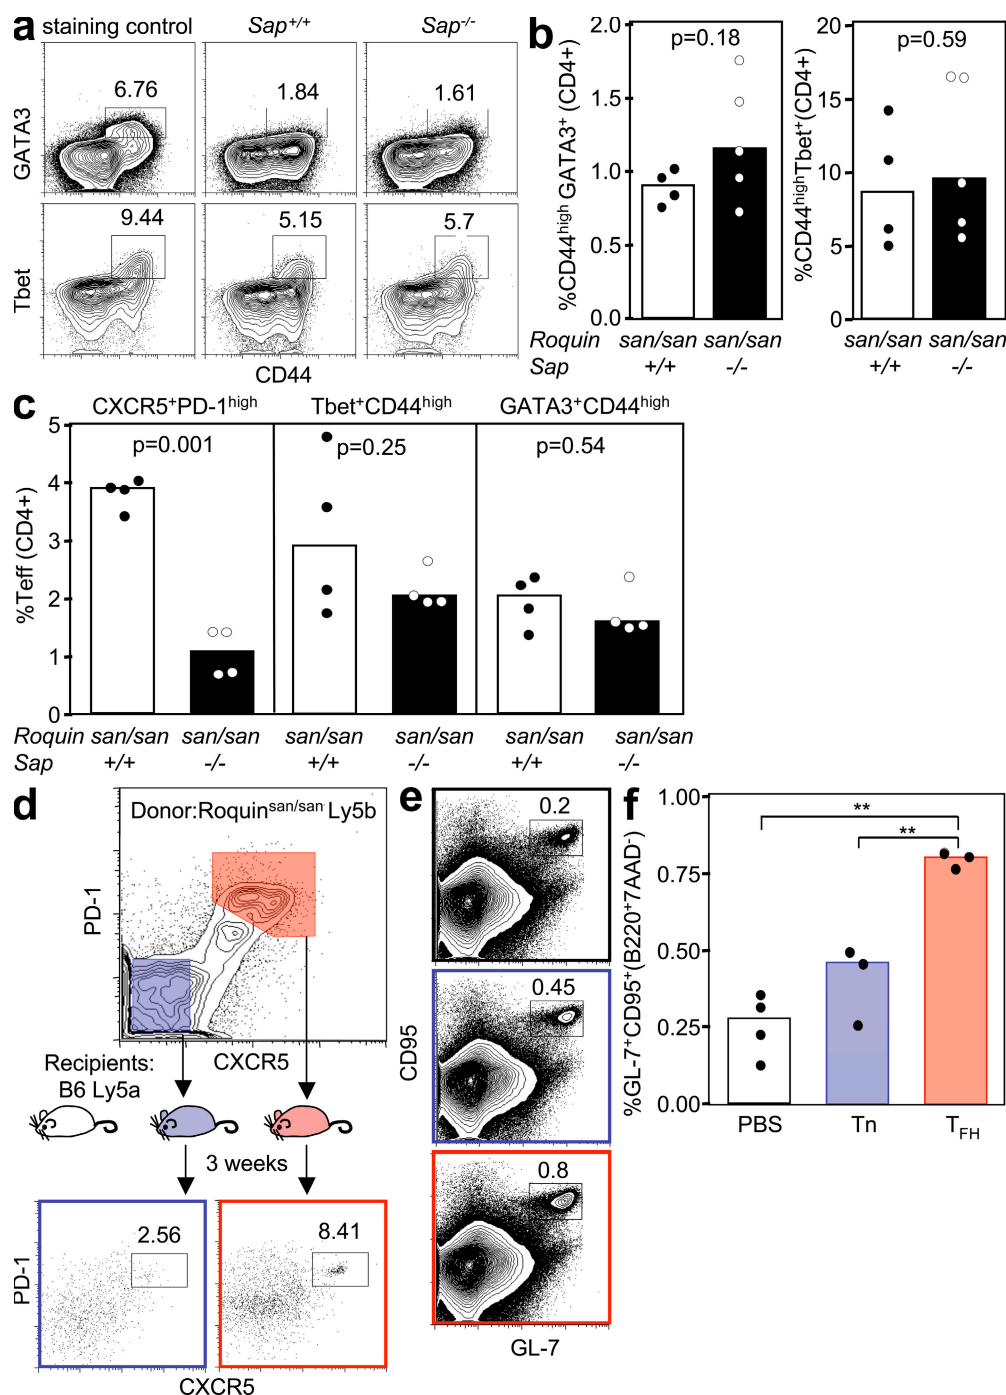 a
staining control
Sap+/+
Sap-/-
GATA3
6.76
1.84
1.61
Tbet
9.44
5.15
5.7
CD44
b
%CD44high GATA3+ (CD4+)
2.0
1.5
1.0
0.5
0.0
p=0.18
%CD44highTbet+(CD4+)
20
15
10
5
0
p=0.59
Roquin san/san san/san san/san san/san
Sap +/+ -/- +/+ -/-
c
CXCR5+PD-1high
Tbet+CD44high
GATA3+CD44high
%Teff (CD4+)
5
4
3
2
1
0
p=0.001
p=0.25
p=0.54
Roquin san/san san/san san/san san/san san/san san/san
Sap +/+ -/- +/+ -/- +/+ -/-
d
Donor:Roquinsan/san Ly5b
PD-1
CXCR5
Recipients:
B6 Ly5a
3 weeks
PD-1
2.56
8.41
CXCR5
e
0.2
0.45
0.8
CD95
GL-7
f
%GL-7+CD95+(B220+7AAD-)
1.00
0.75
0.50
0.25
0.00
**
**
PBS
Tn
TFH